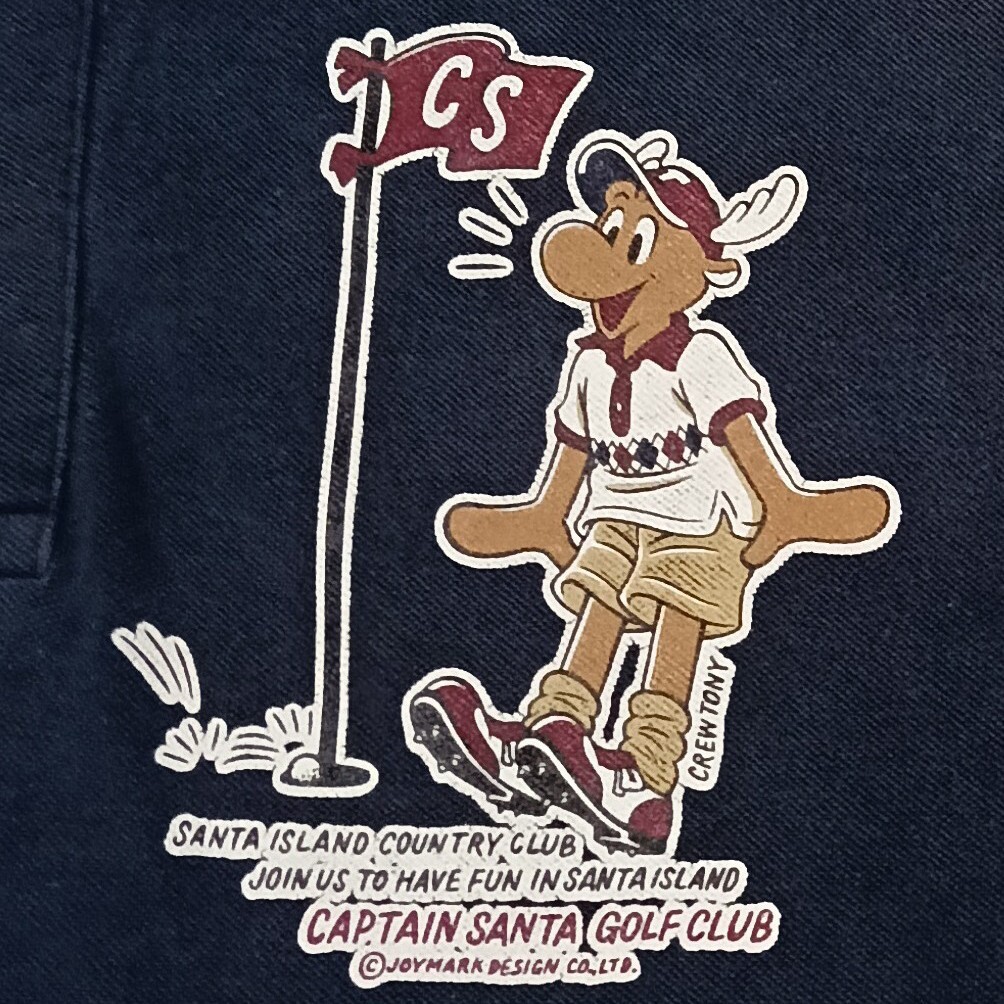 CS
CREW TONY
SANTA ISLAND COUNTRY CLUB
JOIN US TO HAVE FUN IN SANTA ISLAND
CAPTAIN SANTA GOLF CLUB
©JOYMARK DESIGN CO.,LTD.